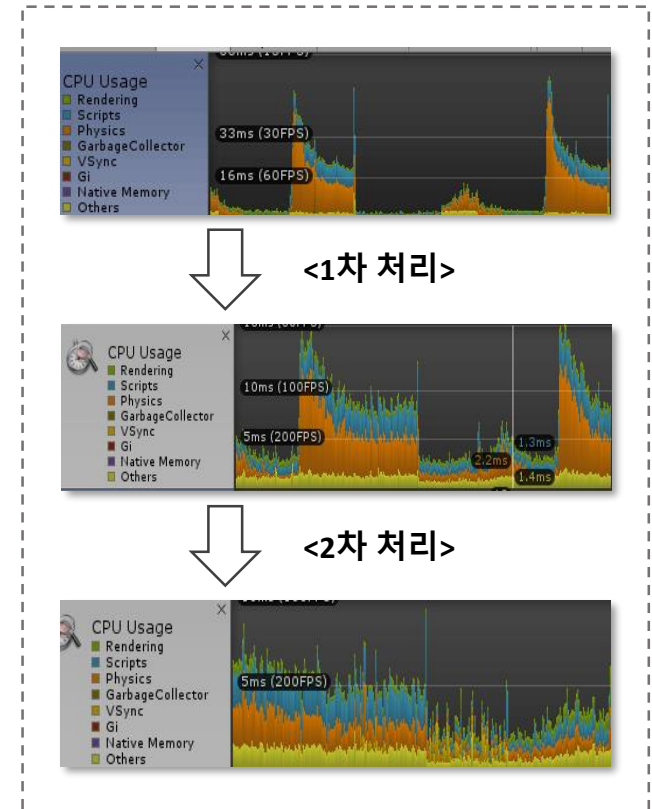 CPU Usage
Rendering
Scripts
Physics
GarbageCollector
VSync
Gi
Native Memory
Others
33ms (30FPS)
16ms (60FPS)
<1차 처리>
CPU Usage
Rendering
Scripts
Physics
GarbageCollector
VSync
Gi
Native Memory
Others
10ms (100FPS)
5ms (200FPS)
1.3ms
2.2ms
1.4ms
<2차 처리>
CPU Usage
Rendering
Scripts
Physics
GarbageCollector
VSync
Gi
Native Memory
Others
5ms (200FPS)